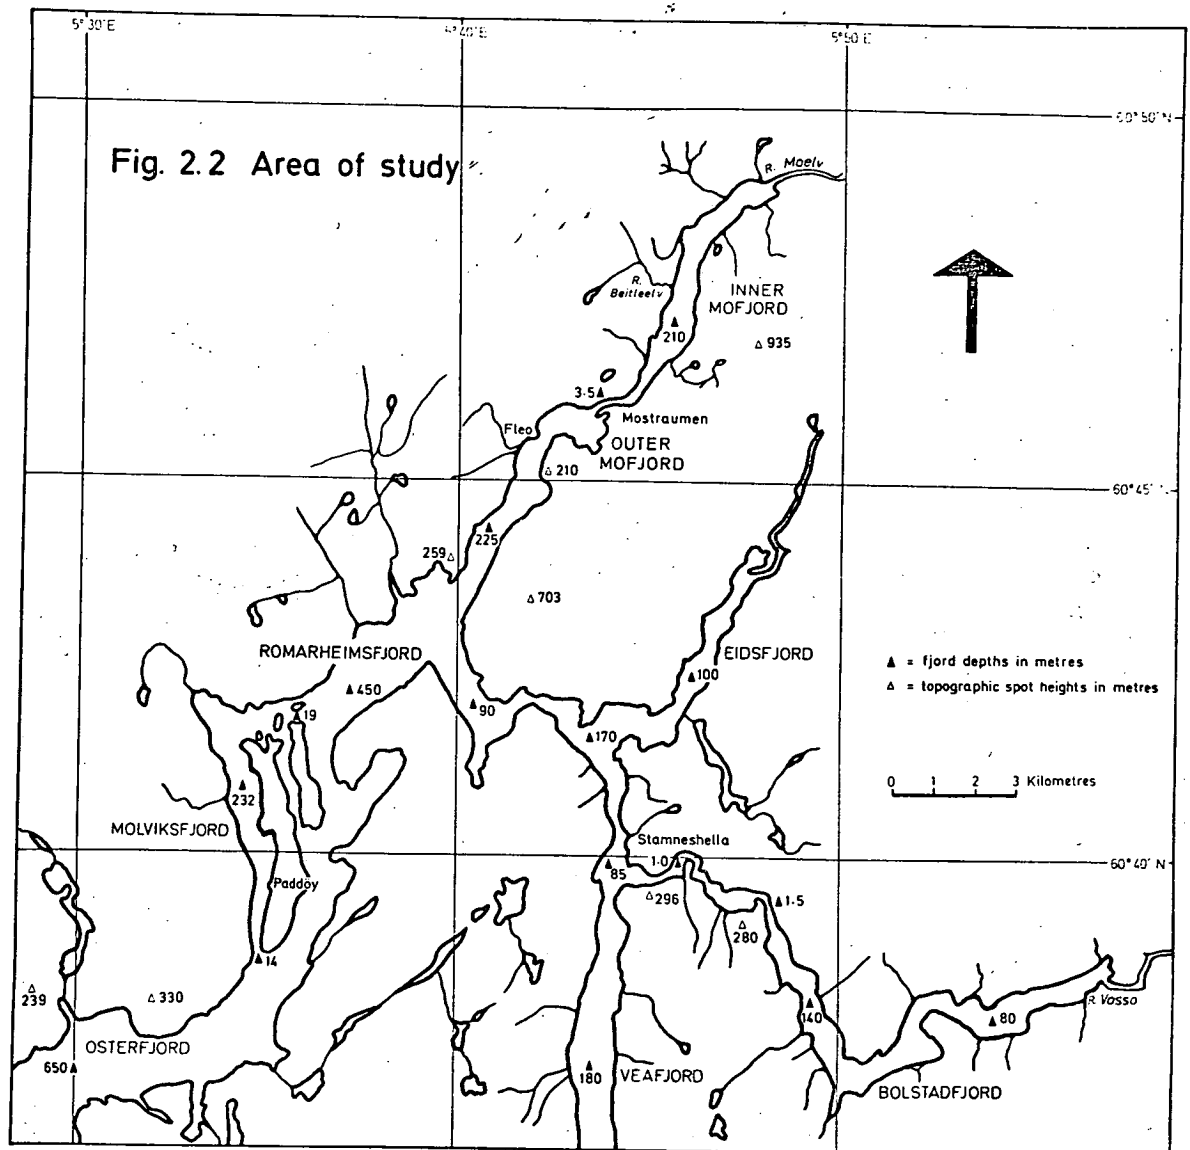 5°30'E
5°40'E
5°50'E
60°50'N
Fig. 2.2 Area of study
R. Moelv
R.
Beitleelv
INNER
MOFJORD
210
935
3·5
Mostraumen
Fleo
OUTER
MOFJORD
210
60°45'N
225
259
703
ROMARHEIMSFJORD
EIDSFJORD
▲ = fjord depths in metres
△ = topographic spot heights in metres
450
100
90
19
170
0 1 2 3 Kilometres
232
MOLVIKSFJORD
Stamneshella
1·0
60°40'N
85
Paddöy
296
1·5
280
14
239
330
140
80
R. Vosso
OSTERFJORD
650
180
VEAFJORD
BOLSTADFJORD